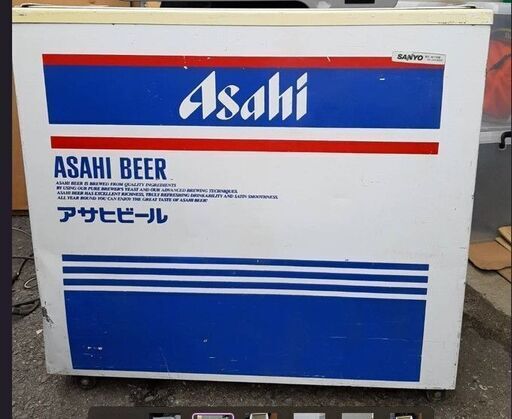 SANYO
Asahi
ASAHI BEER
ASAHI BEER IS BREWED FROM QUALITY INGREDIENTS
BY USING OUR PURE BREWER'S YEAST AND OUR ADVANCED BREWING TECHNIQUES.
ASAHI BEER HAS EXCELLENT RICHNESS, TRULY REFRESHING DRINKABILITY AND SATIN SMOOTHNESS.
ALL YEAR ROUND YOU CAN ENJOY THE GREAT TASTE OF ASAHI BEER!
アサヒビール